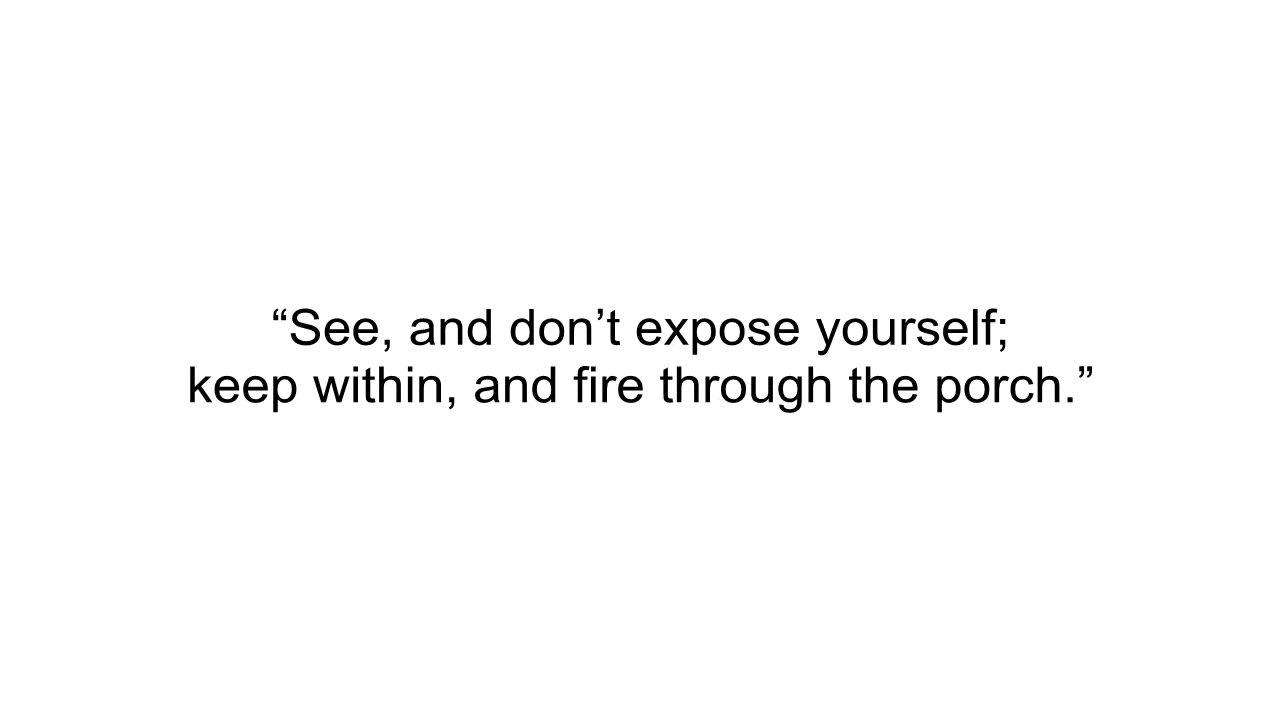 “See, and don’t expose yourself;
keep within, and fire through the porch.”